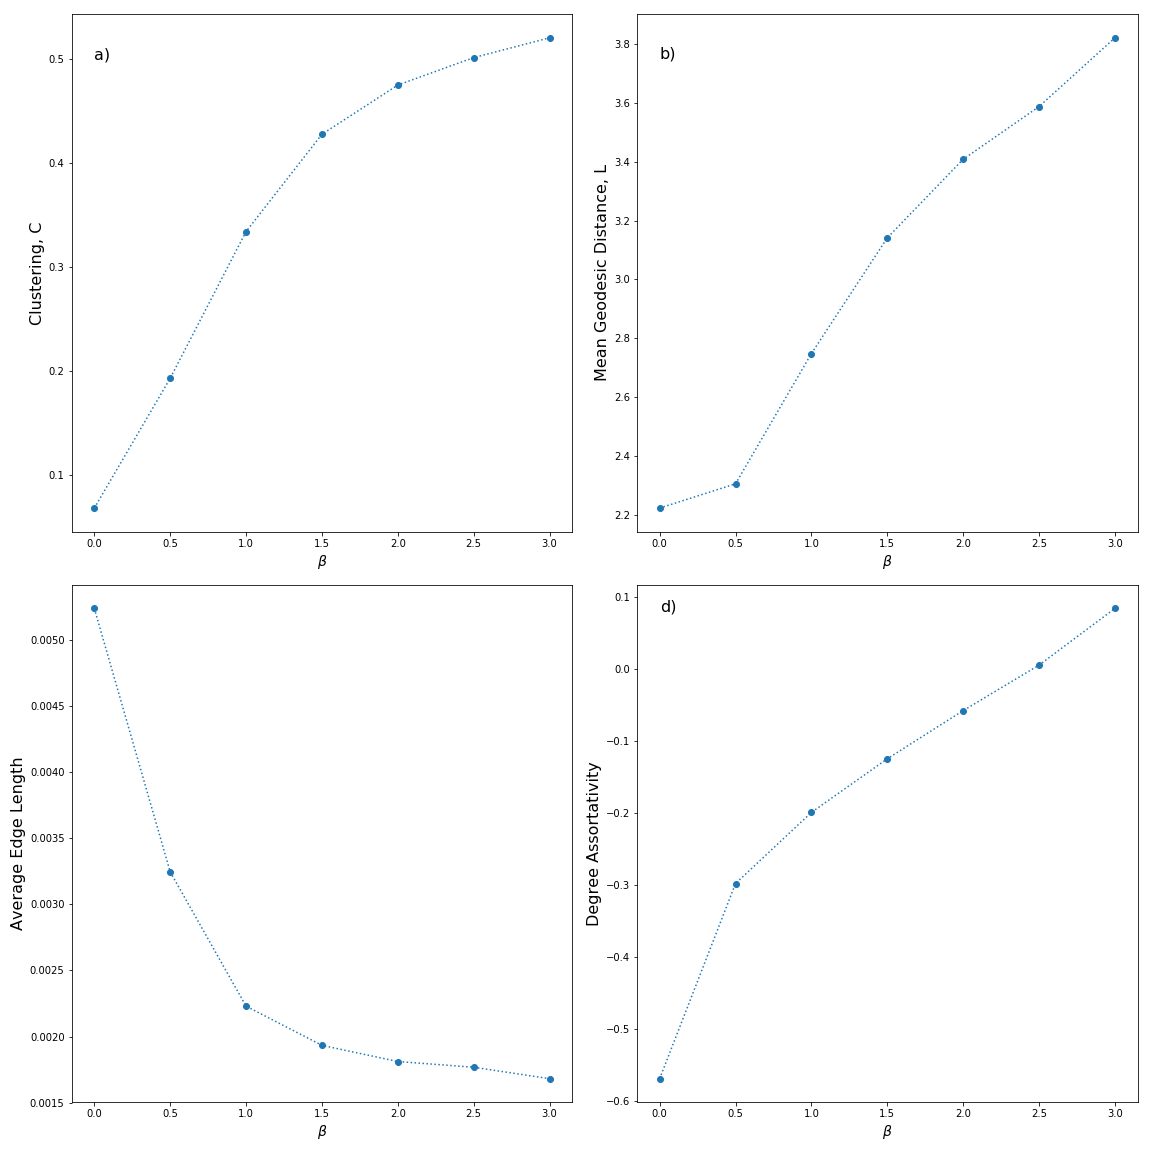 a)
0.5
0.4
0.3
0.2
0.1
Clustering, C
0.0 0.5 1.0 1.5 2.0 2.5 3.0
β
b)
3.8
3.6
3.4
3.2
3.0
2.8
2.6
2.4
2.2
Mean Geodesic Distance, L
0.0 0.5 1.0 1.5 2.0 2.5 3.0
β
0.0050
0.0045
0.0040
0.0035
0.0030
0.0025
0.0020
0.0015
Average Edge Length
0.0 0.5 1.0 1.5 2.0 2.5 3.0
β
d)
0.1
0.0
−0.1
−0.2
−0.3
−0.4
−0.5
−0.6
Degree Assortativity
0.0 0.5 1.0 1.5 2.0 2.5 3.0
β